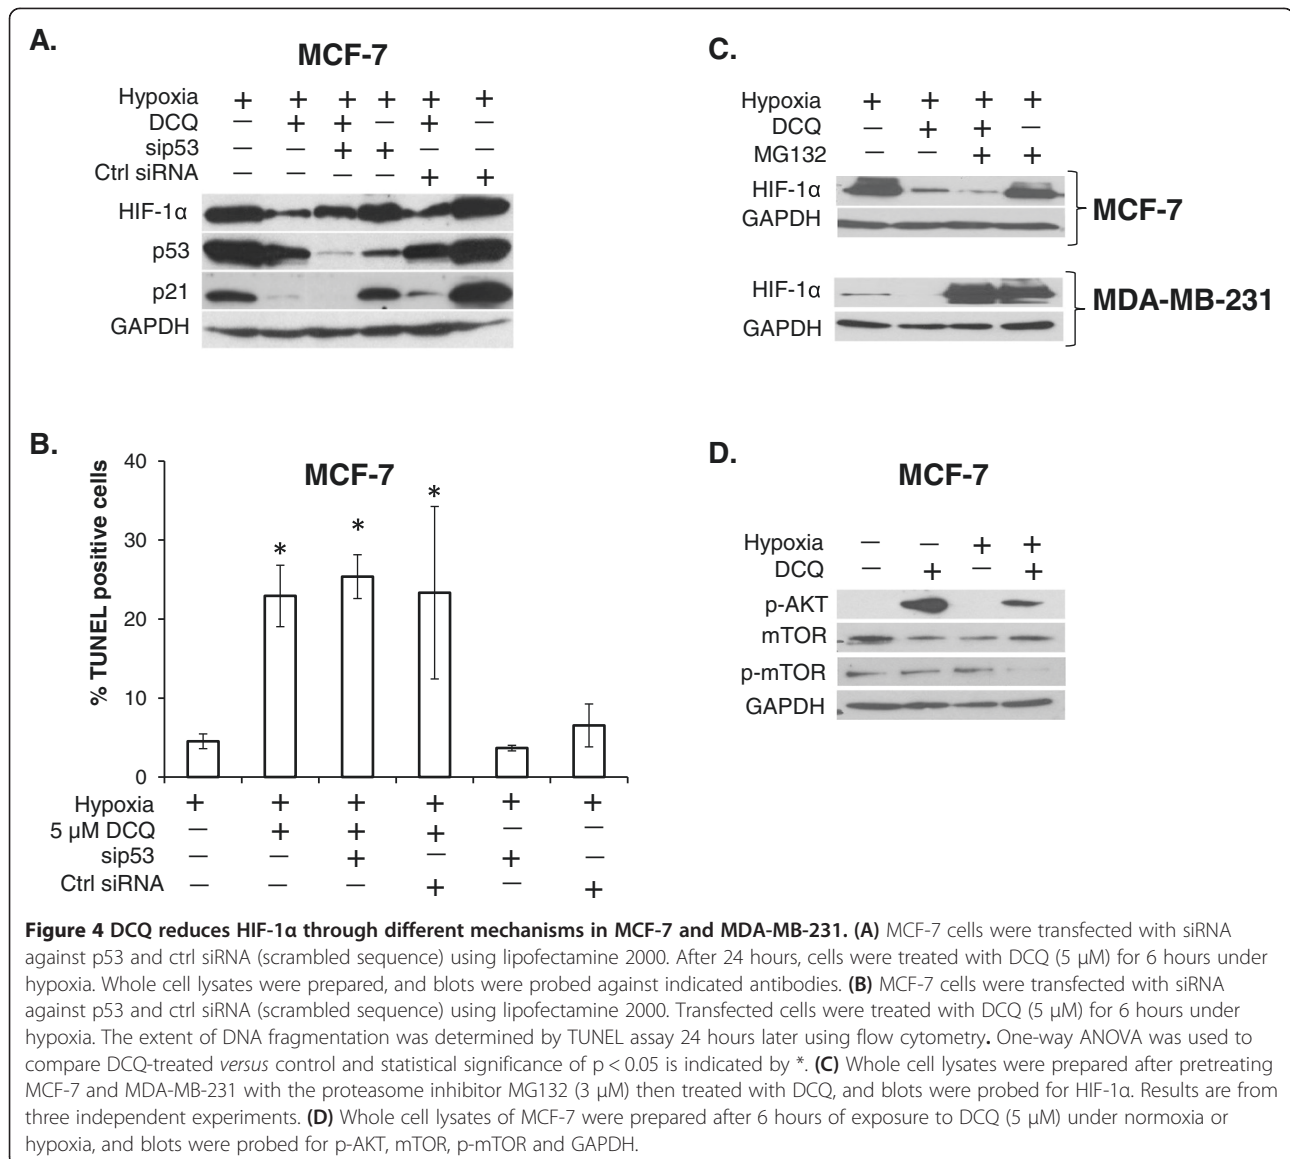 A.
MCF-7
Hypoxia + + + + + +
DCQ — + + — + —
sip53 — — + + — —
Ctrl siRNA — — — — + +
HIF-1α
p53
p21
GAPDH
B.
MCF-7
% TUNEL positive cells
40
30
20
10
0
* * *
Hypoxia + + + + + +
5 μM DCQ — + + + — —
sip53 — — + — + —
Ctrl siRNA — — — + — +
C.
Hypoxia + + + +
DCQ — + + —
MG132 — — + +
HIF-1α
GAPDH
MCF-7
HIF-1α
GAPDH
MDA-MB-231
D.
MCF-7
Hypoxia — — + +
DCQ — + — +
p-AKT
mTOR
p-mTOR
GAPDH
Figure 4 DCQ reduces HIF-1α through different mechanisms in MCF-7 and MDA-MB-231. (A) MCF-7 cells were transfected with siRNA
against p53 and ctrl siRNA (scrambled sequence) using lipofectamine 2000. After 24 hours, cells were treated with DCQ (5 μM) for 6 hours under
hypoxia. Whole cell lysates were prepared, and blots were probed against indicated antibodies. (B) MCF-7 cells were transfected with siRNA
against p53 and ctrl siRNA (scrambled sequence) using lipofectamine 2000. Transfected cells were treated with DCQ (5 μM) for 6 hours under
hypoxia. The extent of DNA fragmentation was determined by TUNEL assay 24 hours later using flow cytometry. One-way ANOVA was used to
compare DCQ-treated versus control and statistical significance of p < 0.05 is indicated by *. (C) Whole cell lysates were prepared after pretreating
MCF-7 and MDA-MB-231 with the proteasome inhibitor MG132 (3 μM) then treated with DCQ, and blots were probed for HIF-1α. Results are from
three independent experiments. (D) Whole cell lysates of MCF-7 were prepared after 6 hours of exposure to DCQ (5 μM) under normoxia or
hypoxia, and blots were probed for p-AKT, mTOR, p-mTOR and GAPDH.